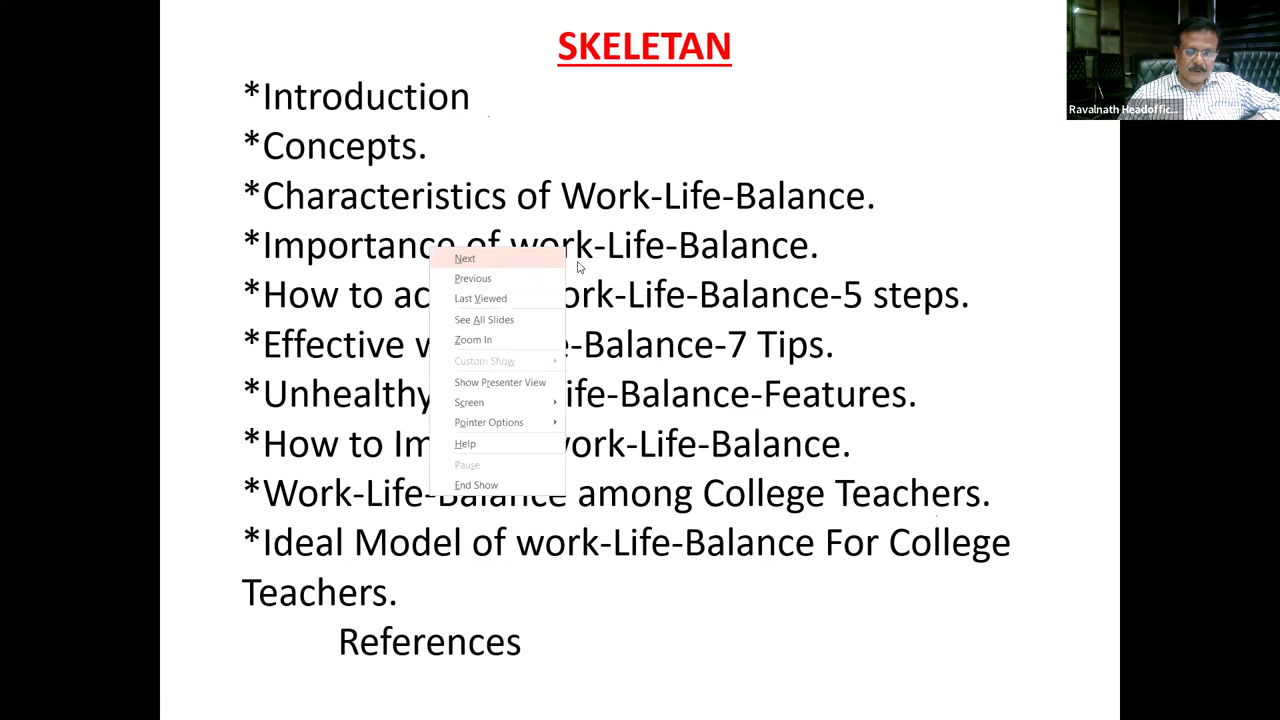 SKELETAN
*Introduction
*Concepts.
*Characteristics of Work-Life-Balance.
*Importance of work-Life-Balance.
*How to ac ork-Life-Balance-5 steps.
*Effective w e-Balance-7 Tips.
*Unhealthy ife-Balance-Features.
*How to Im work-Life-Balance.
*Work-Life-Balance among College Teachers.
*Ideal Model of work-Life-Balance For College
Teachers.
References
Next
Previous
Last Viewed
See All Slides
Zoom In
Custom Show
Show Presenter View
Screen
Pointer Options
Help
Pause
End Show
Ravalnath Headoffic...